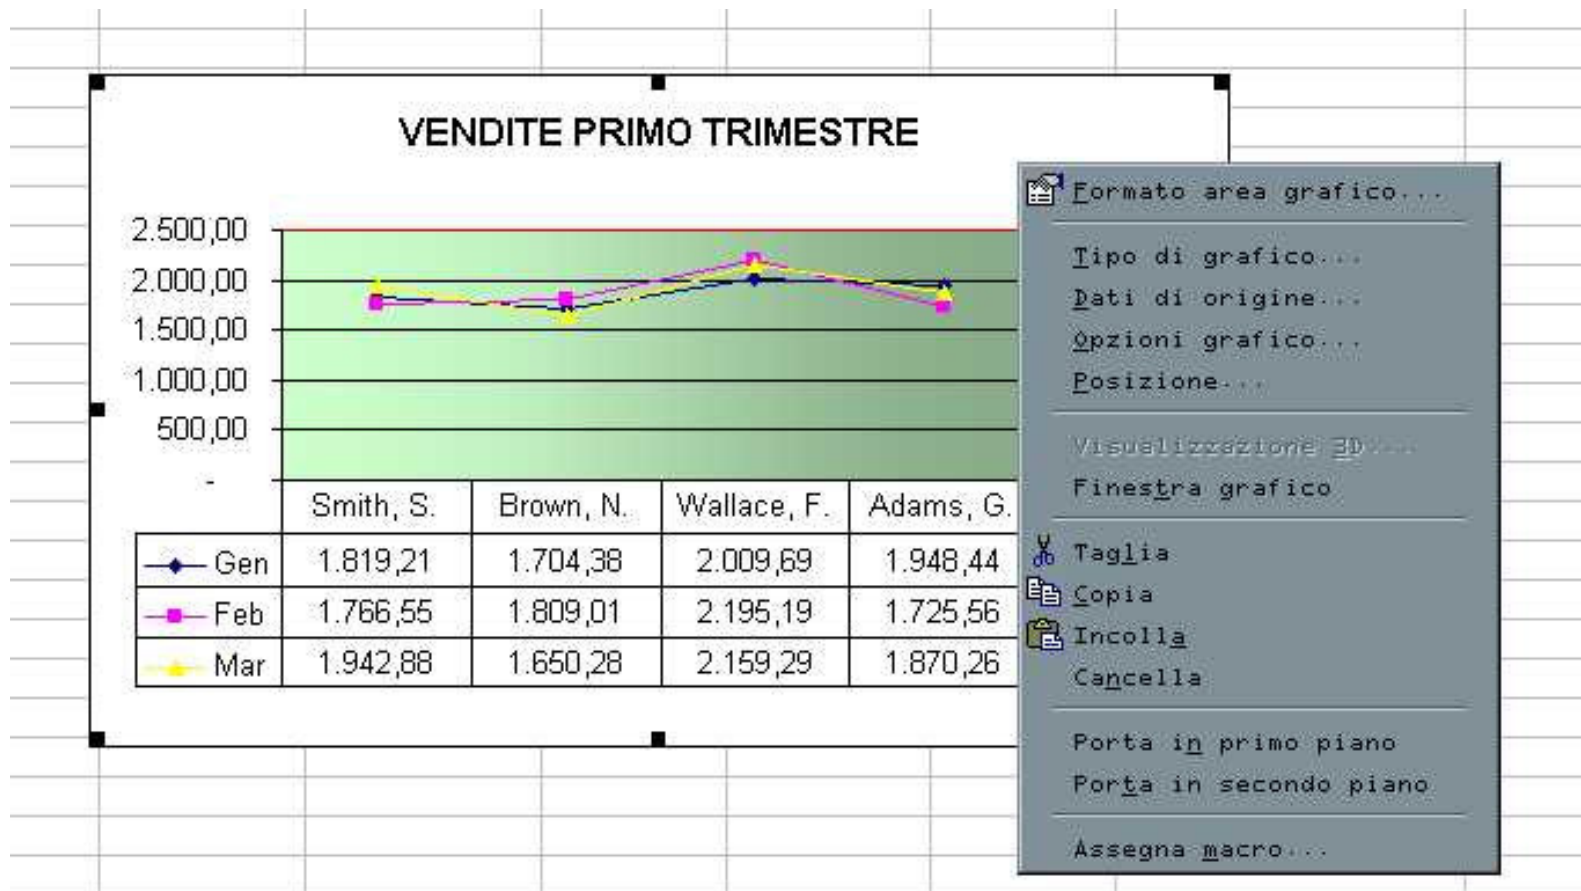 VENDITE PRIMO TRIMESTRE
2.500,00
2.000,00
1.500,00
1.000,00
500,00
-
Smith, S. Brown, N. Wallace, F. Adams, G.
Gen 1.819,21 1.704,38 2.009,69 1.948,44
Feb 1.766,55 1.809,01 2.195,19 1.725,56
Mar 1.942,88 1.650,28 2.159,29 1.870,26
Formato area grafico...
Tipo di grafico...
Dati di origine...
Opzioni grafico...
Posizione...
Visualizzazione 3D...
Finestra grafico
Taglia
Copia
Incolla
Cancella
Porta in primo piano
Porta in secondo piano
Assegna macro...